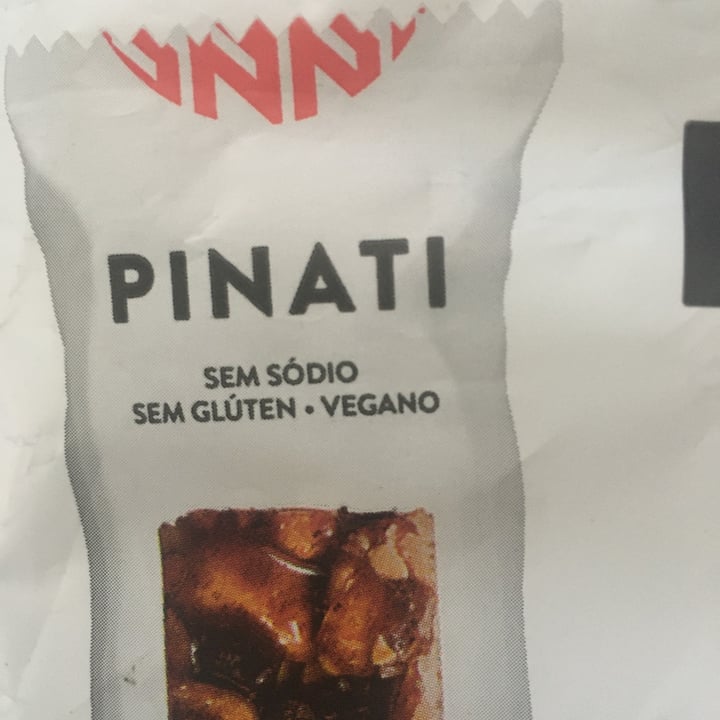 PINATI
SEM SÓDIO
SEM GLÚTEN • VEGANO